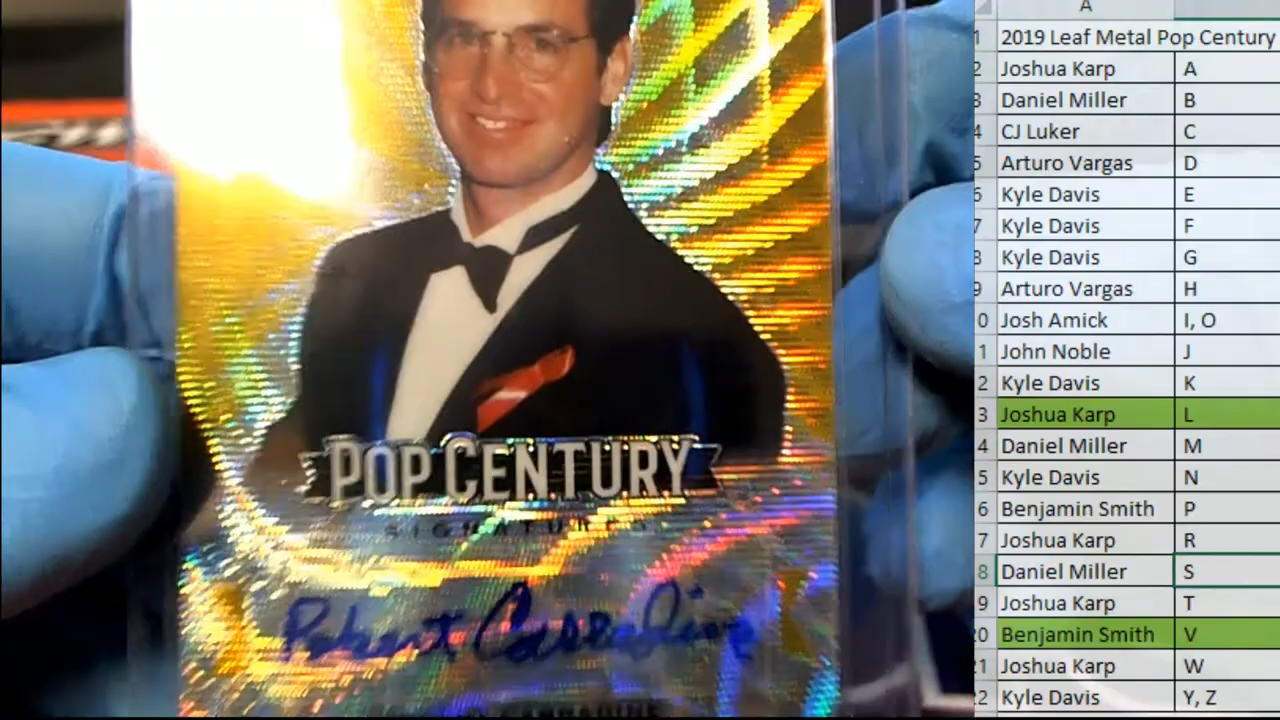 POP CENTURY
SIGNATURES
Robert Carradine
A
1 2019 Leaf Metal Pop Century
2 Joshua Karp A
3 Daniel Miller B
4 CJ Luker C
5 Arturo Vargas D
6 Kyle Davis E
7 Kyle Davis F
8 Kyle Davis G
9 Arturo Vargas H
0 Josh Amick I, O
1 John Noble J
2 Kyle Davis K
3 Joshua Karp L
4 Daniel Miller M
5 Kyle Davis N
6 Benjamin Smith P
7 Joshua Karp R
8 Daniel Miller S
9 Joshua Karp T
20 Benjamin Smith V
21 Joshua Karp W
22 Kyle Davis Y, Z